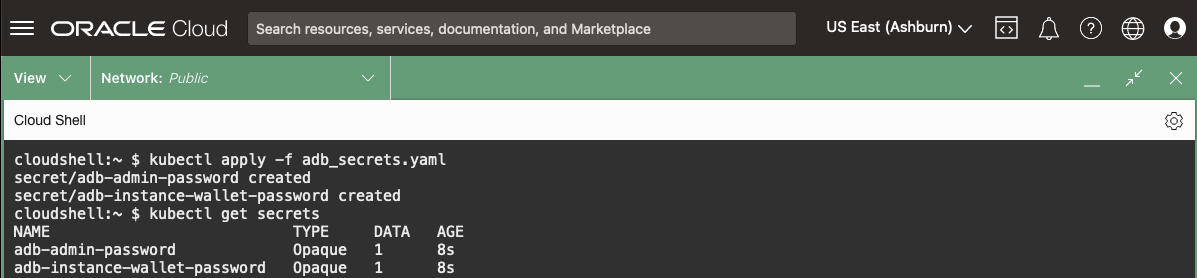 ORACLE Cloud Search resources, services, documentation, and Marketplace US East (Ashburn)
View Network: Public
Cloud Shell
cloudshell:~ $ kubectl apply -f adb_secrets.yaml
secret/adb-admin-password created
secret/adb-instance-wallet-password created
cloudshell:~ $ kubectl get secrets
NAME TYPE DATA AGE
adb-admin-password Opaque 1 8s
adb-instance-wallet-password Opaque 1 8s